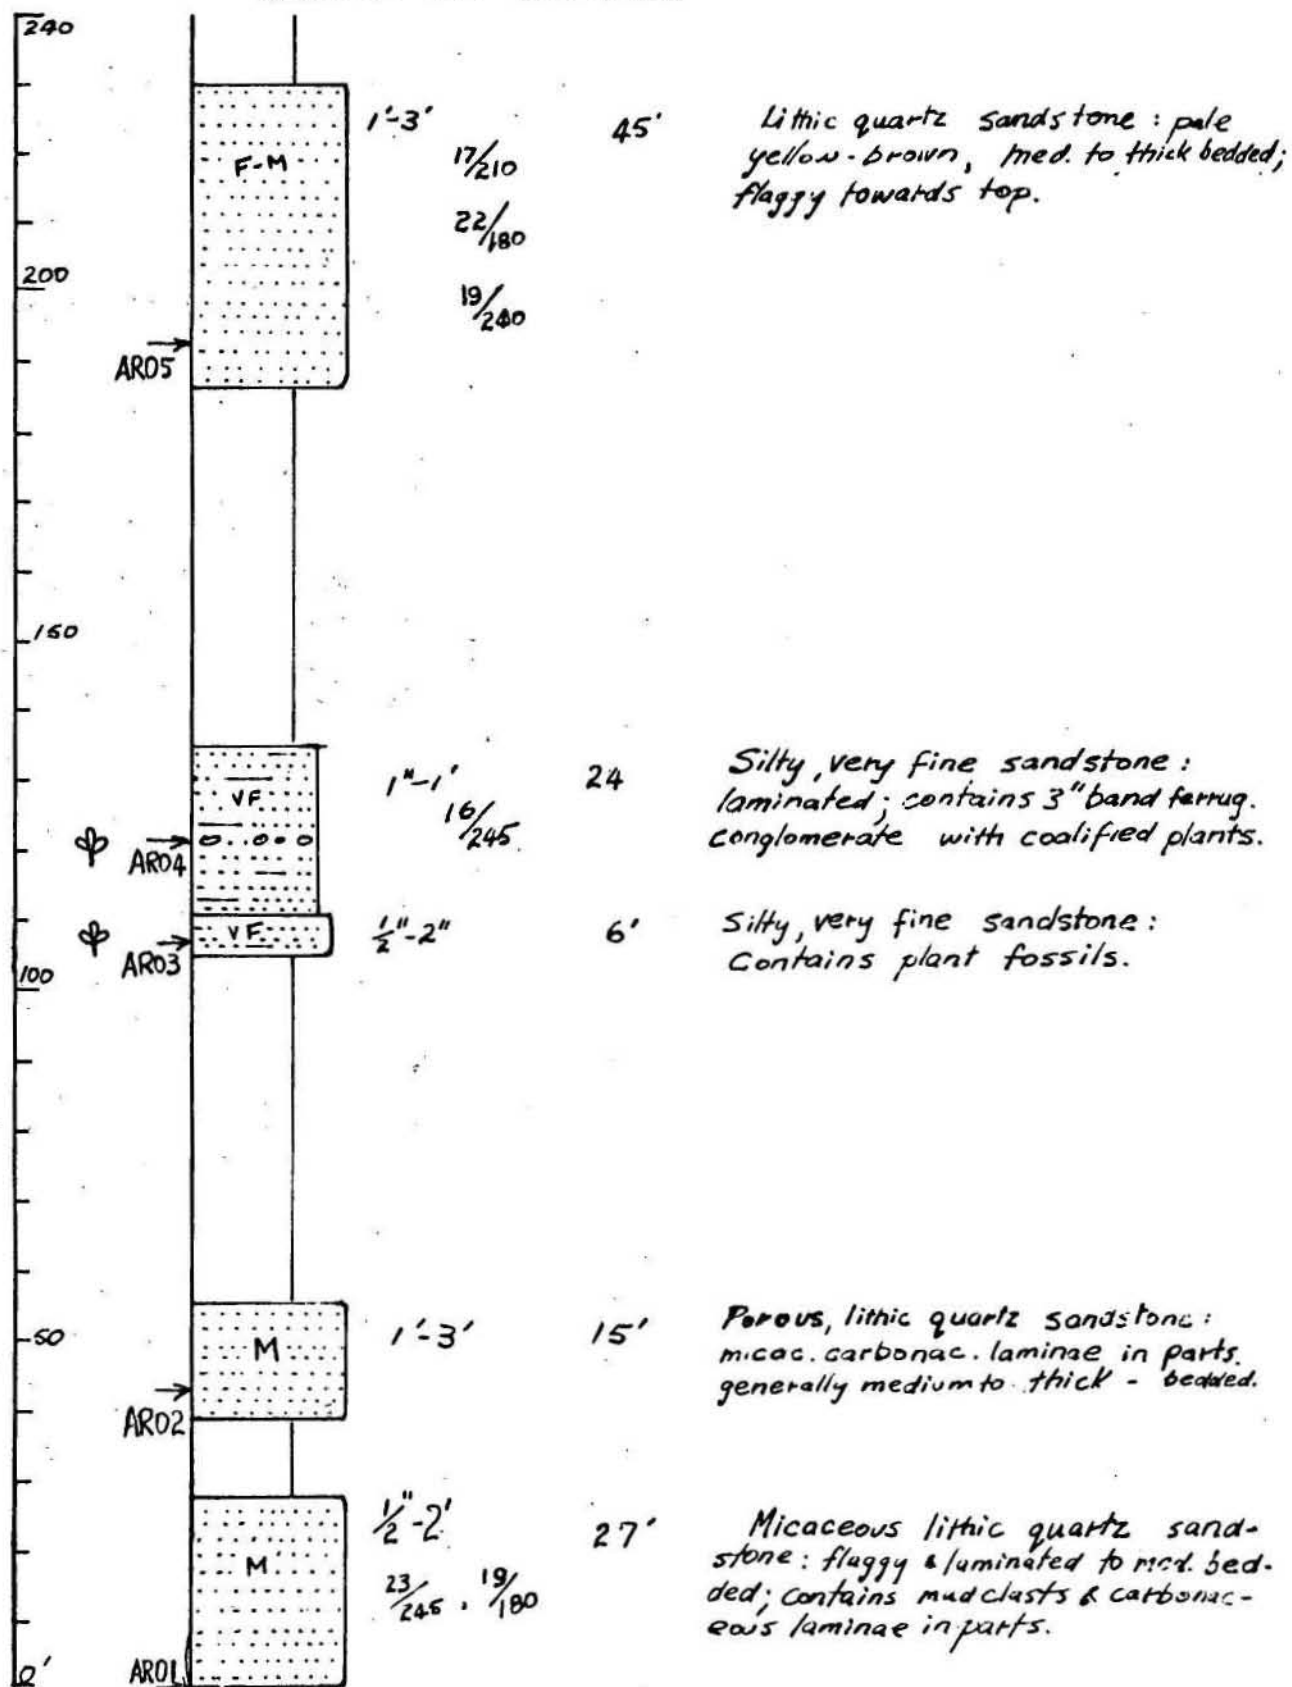 240
1'-3'
45'
Lithic quartz sandstone : pale
yellow-brown, med. to thick bedded;
flaggy towards top.
F-M
17/210
22/180
200
19/240
AR05
150
1"-1'
24
Silty, very fine sandstone :
laminated; contains 3" band ferrug.
conglomerate with coalified plants.
VF
16/245
AR04
VF
1/2"-2"
6'
Silty, very fine sandstone :
Contains plant fossils.
AR03
100
50
M
1'-3'
15'
Porous, lithic quartz sandstone :
micac. carbonac. laminae in parts.
generally medium to thick - bedded.
AR02
1/2"-2'
27'
Micaceous lithic quartz sand-
stone : flaggy & laminated to med. bed-
ded; contains mud clasts & carbonac-
eous laminae in parts.
M
23/245 . 19/180
AR01
0'